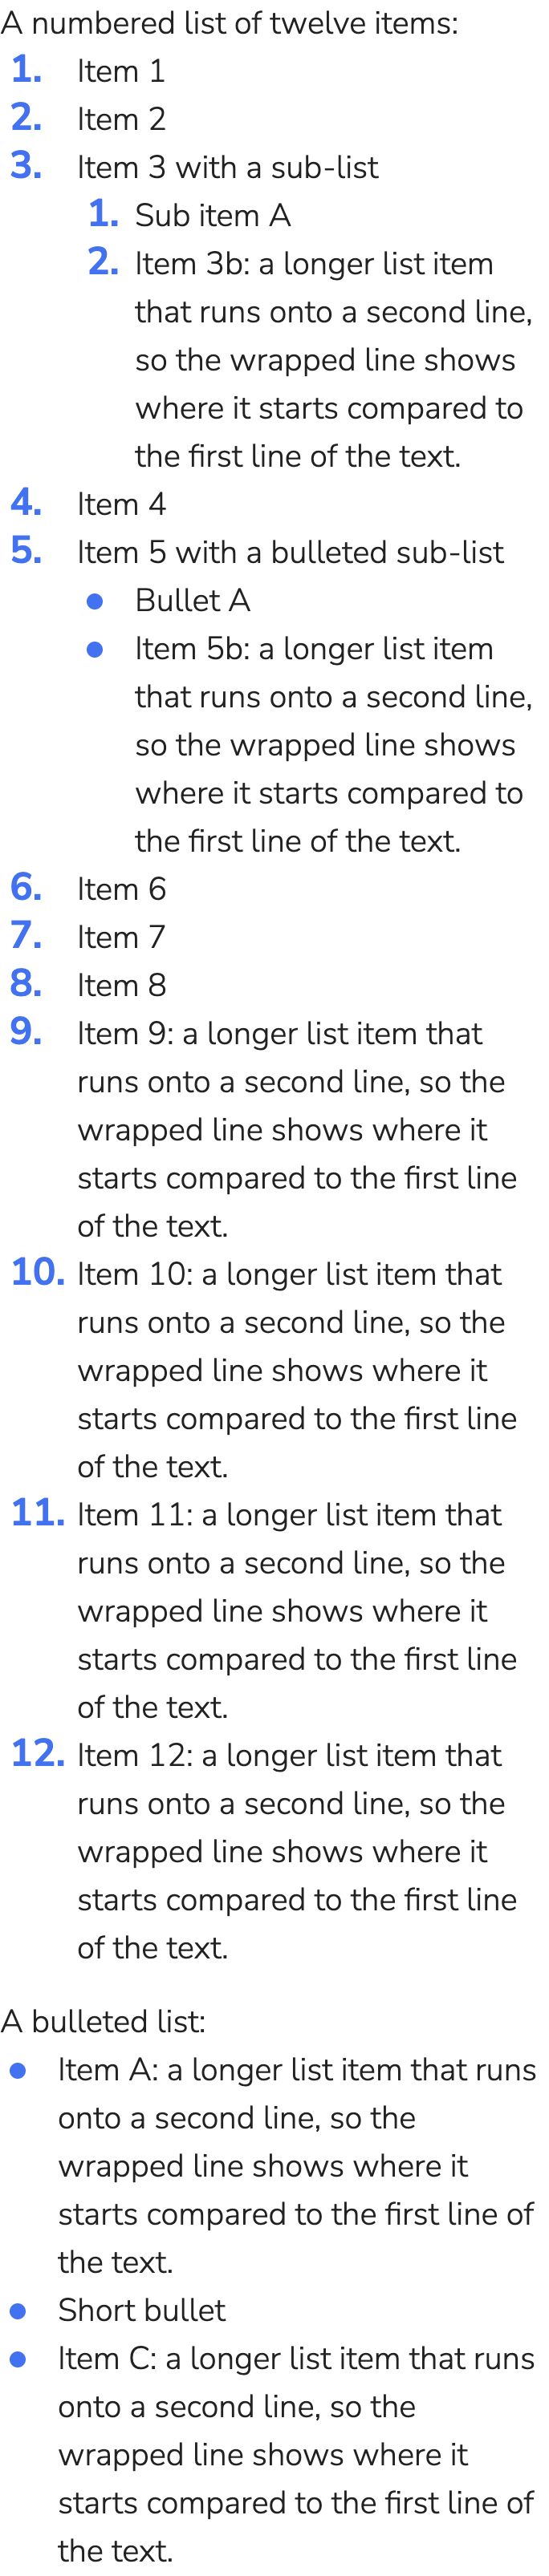 A numbered list of twelve items:
1. Item 1
2. Item 2
3. Item 3 with a sub-list
1. Sub item A
2. Item 3b: a longer list item
that runs onto a second line,
so the wrapped line shows
where it starts compared to
the first line of the text.
4. Item 4
5. Item 5 with a bulleted sub-list
● Bullet A
● Item 5b: a longer list item
that runs onto a second line,
so the wrapped line shows
where it starts compared to
the first line of the text.
6. Item 6
7. Item 7
8. Item 8
9. Item 9: a longer list item that
runs onto a second line, so the
wrapped line shows where it
starts compared to the first line
of the text.
10. Item 10: a longer list item that
runs onto a second line, so the
wrapped line shows where it
starts compared to the first line
of the text.
11. Item 11: a longer list item that
runs onto a second line, so the
wrapped line shows where it
starts compared to the first line
of the text.
12. Item 12: a longer list item that
runs onto a second line, so the
wrapped line shows where it
starts compared to the first line
of the text.
A bulleted list:
● Item A: a longer list item that runs
onto a second line, so the
wrapped line shows where it
starts compared to the first line of
the text.
● Short bullet
● Item C: a longer list item that runs
onto a second line, so the
wrapped line shows where it
starts compared to the first line of
the text.